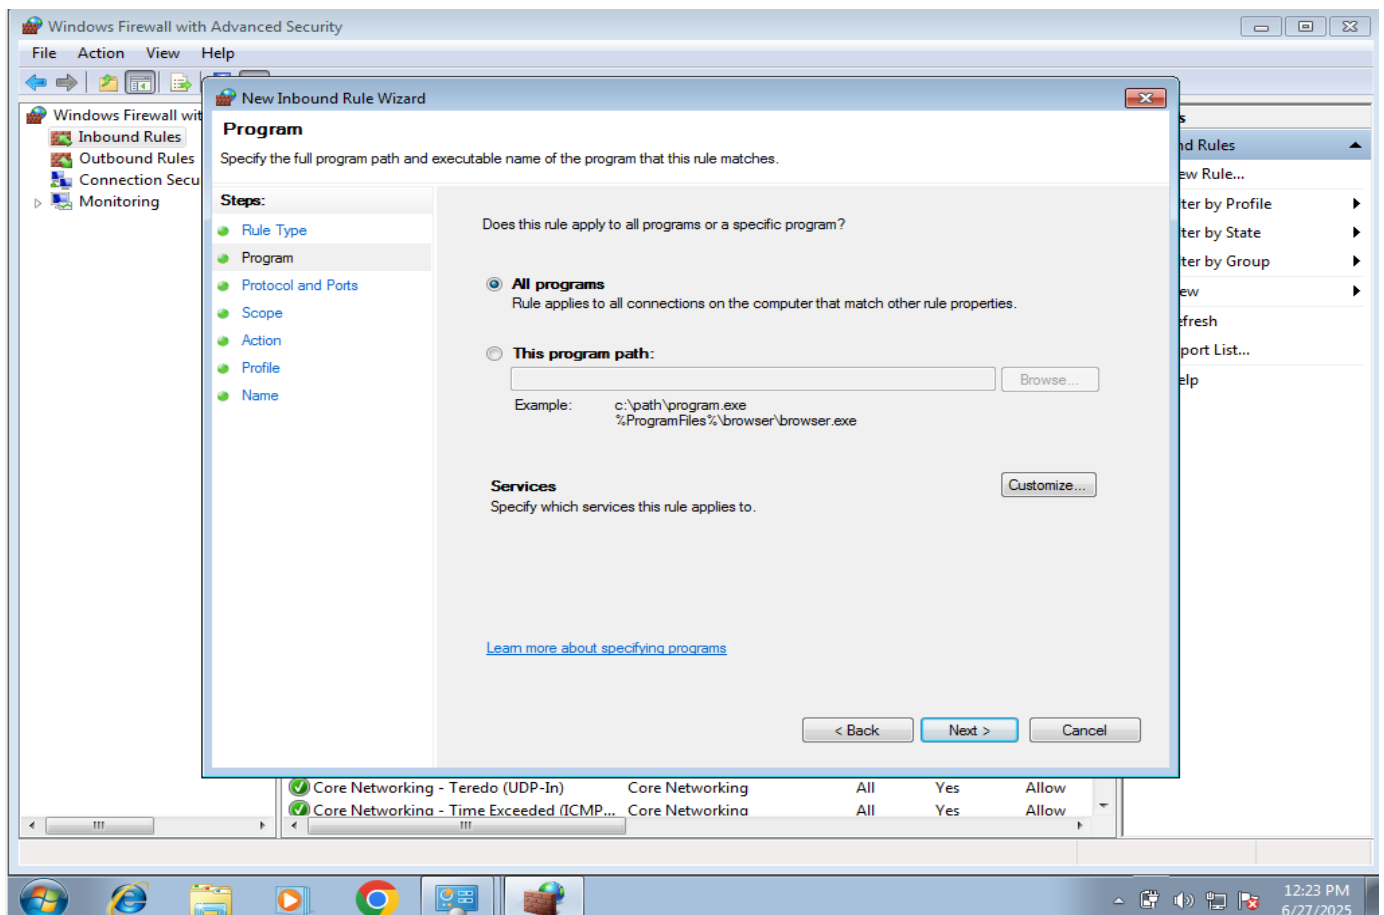 Windows Firewall with Advanced Security
File Action View Help
Windows Firewall wit
Inbound Rules
Outbound Rules
Connection Secu
Monitoring
New Inbound Rule Wizard
Program
Specify the full program path and executable name of the program that this rule matches.
Steps:
Rule Type
Program
Protocol and Ports
Scope
Action
Profile
Name
Does this rule apply to all programs or a specific program?
All programs
Rule applies to all connections on the computer that match other rule properties.
This program path:
Browse...
Example: c:\path\program.exe
%ProgramFiles%\browser\browser.exe
Services
Customize...
Specify which services this rule applies to.
Learn more about specifying programs
< Back Next > Cancel
s
nd Rules
ew Rule...
ter by Profile
ter by State
ter by Group
ew
efresh
port List...
elp
Core Networking - Teredo (UDP-In) Core Networking All Yes Allow
Core Networking - Time Exceeded (ICMP... Core Networking All Yes Allow
12:23 PM
6/27/2025